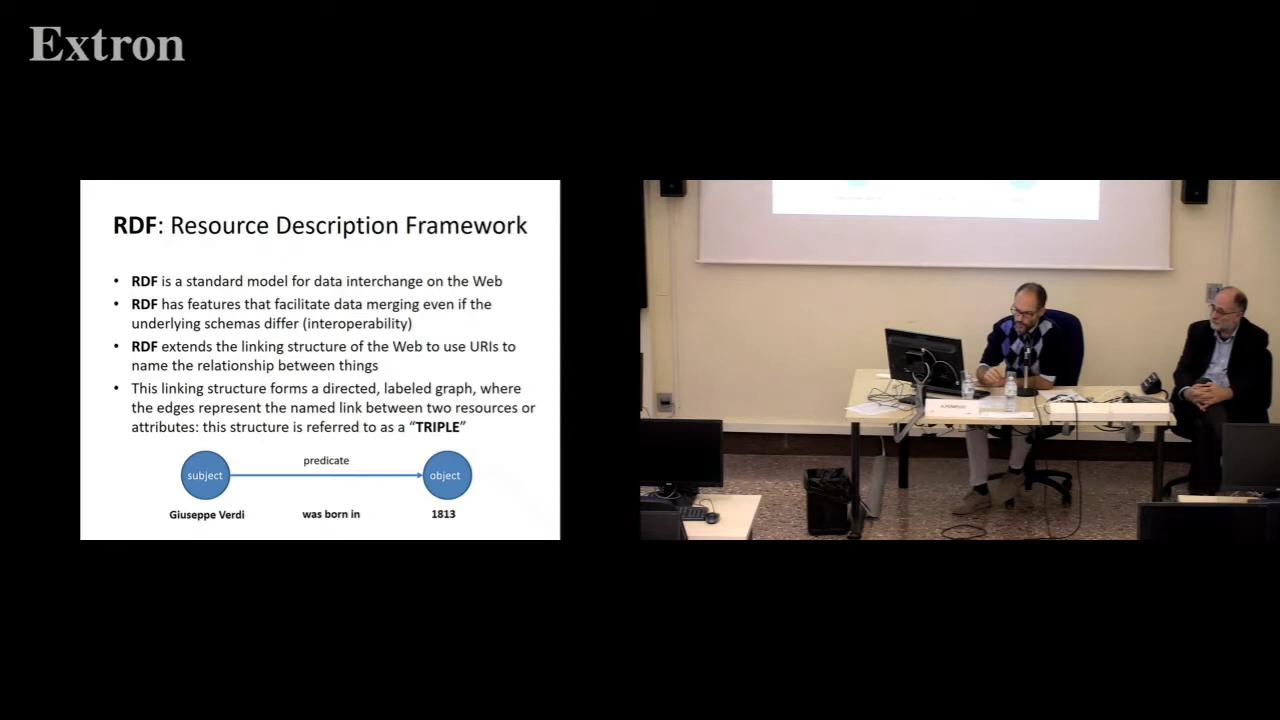 Extron
RDF: Resource Description Framework
• RDF is a standard model for data interchange on the Web
• RDF has features that facilitate data merging even if the
underlying schemas differ (interoperability)
• RDF extends the linking structure of the Web to use URIs to
name the relationship between things
• This linking structure forms a directed, labeled graph, where
the edges represent the named link between two resources or
attributes: this structure is referred to as a “TRIPLE”
predicate
subject object
Giuseppe Verdi was born in 1813